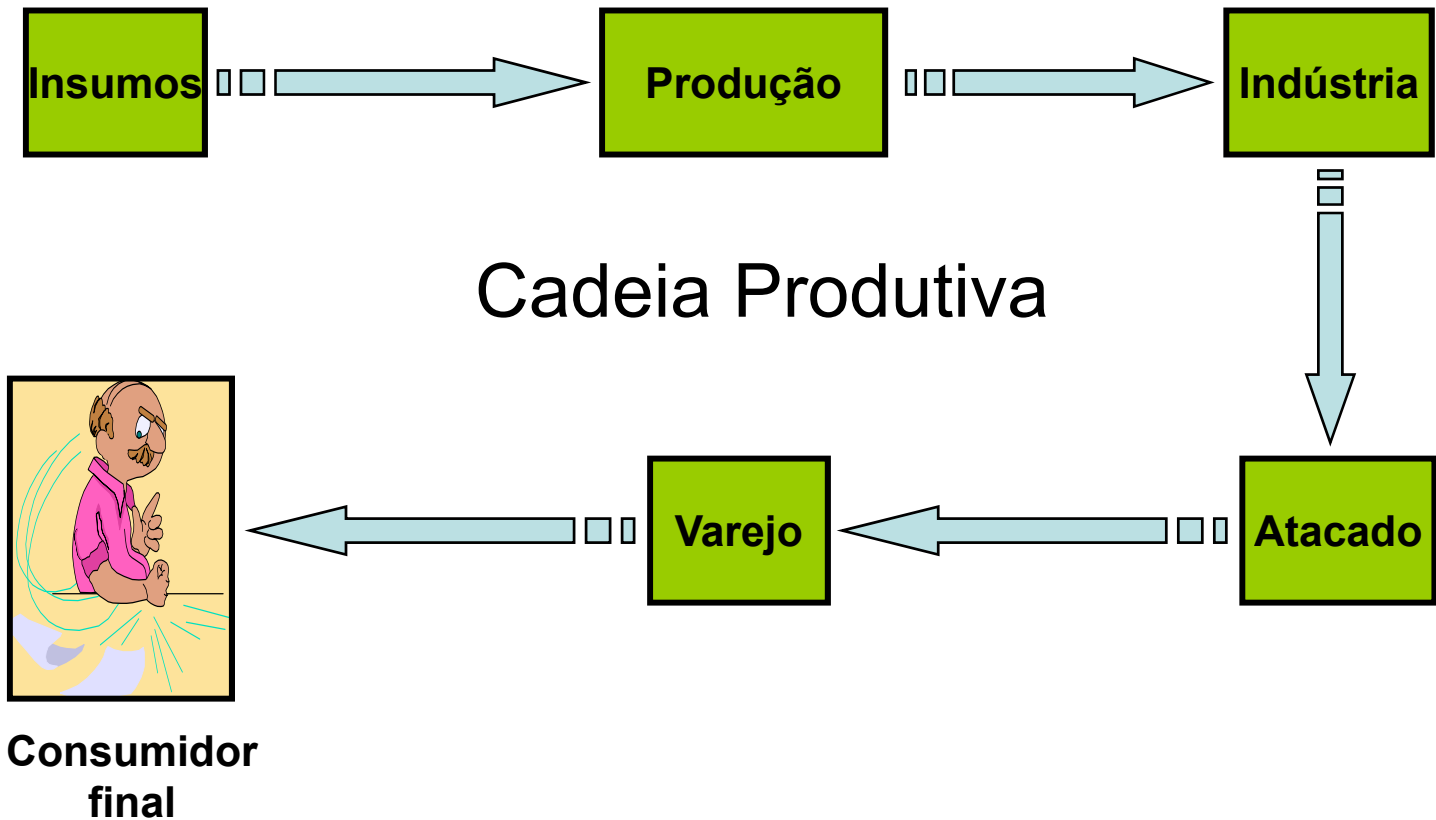 Insumos
Produção
Indústria
Cadeia Produtiva
Varejo
Atacado
Consumidor
final